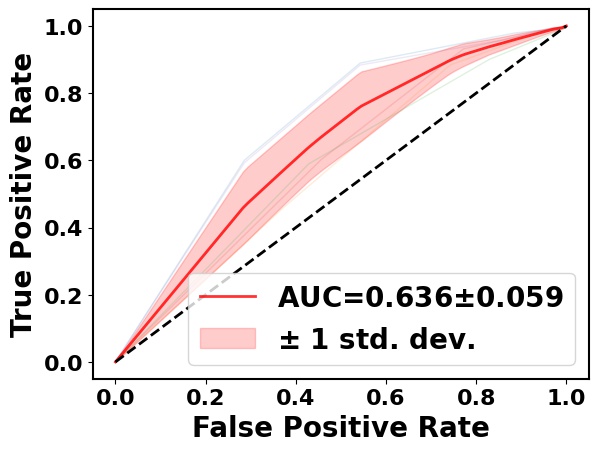 1.0
0.8
0.6
0.4
0.2
0.0
True Positive Rate
AUC=0.636±0.059
± 1 std. dev.
0.0 0.2 0.4 0.6 0.8 1.0
False Positive Rate